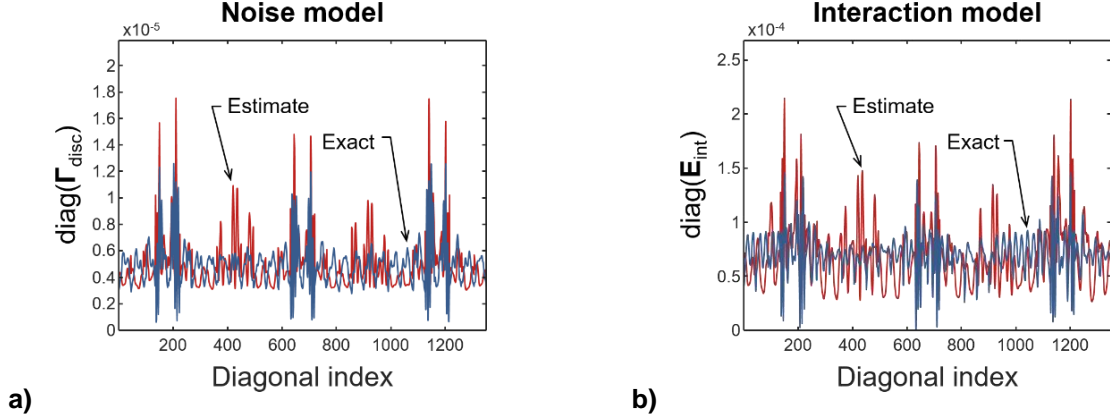 Noise model
x10^-5
2
1.8
1.6
1.4
1.2
1
0.8
0.6
0.4
0.2
0
diag(Γ_disc)
Estimate
Exact
200 400 600 800 1000 1200
Diagonal index
a)
Interaction model
x10^-4
2.5
2
1.5
1
0.5
0
diag(E_int)
Estimate
Exact
200 400 600 800 1000 1200
Diagonal index
b)